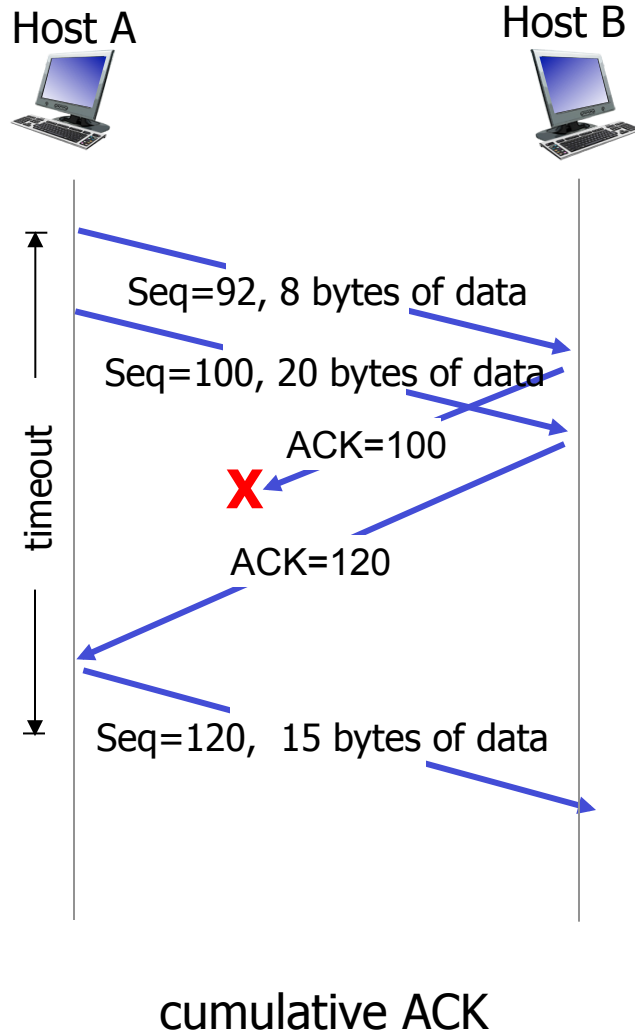 Host A
Host B
Seq=92, 8 bytes of data
Seq=100, 20 bytes of data
ACK=100
X
timeout
ACK=120
Seq=120, 15 bytes of data
cumulative ACK